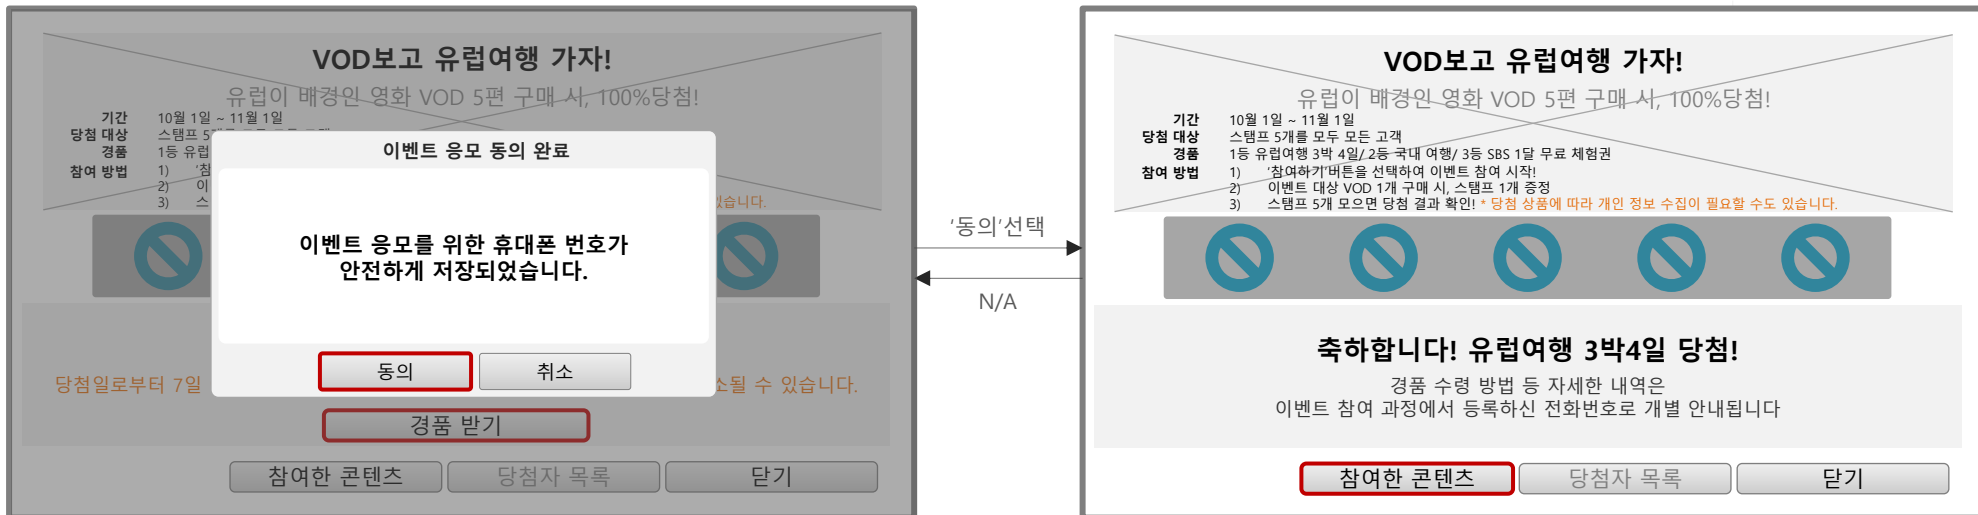 VOD보고 유럽여행 가자!
유럽이 배경인 영화 VOD 5편 구매 시, 100%당첨!
기간 10월 1일 ~ 11월 1일
당첨 대상 스탬프 5
경품 1등 유럽
참여 방법 1) '참
2) 이
3) 스 있습니다.
이벤트 응모 동의 완료
이벤트 응모를 위한 휴대폰 번호가
안전하게 저장되었습니다.
동의 취소
당첨일로부터 7일 소될 수 있습니다.
경품 받기
참여한 콘텐츠 당첨자 목록 닫기
'동의'선택
N/A
VOD보고 유럽여행 가자!
유럽이 배경인 영화 VOD 5편 구매 시, 100%당첨!
기간 10월 1일 ~ 11월 1일
당첨 대상 스탬프 5개를 모두 모든 고객
경품 1등 유럽여행 3박 4일/ 2등 국내 여행/ 3등 SBS 1달 무료 체험권
참여 방법 1) '참여하기'버튼을 선택하여 이벤트 참여 시작!
2) 이벤트 대상 VOD 1개 구매 시, 스탬프 1개 증정
3) 스탬프 5개 모으면 당첨 결과 확인! * 당첨 상품에 따라 개인 정보 수집이 필요할 수도 있습니다.
축하합니다! 유럽여행 3박4일 당첨!
경품 수령 방법 등 자세한 내역은
이벤트 참여 과정에서 등록하신 전화번호로 개별 안내됩니다
참여한 콘텐츠 당첨자 목록 닫기